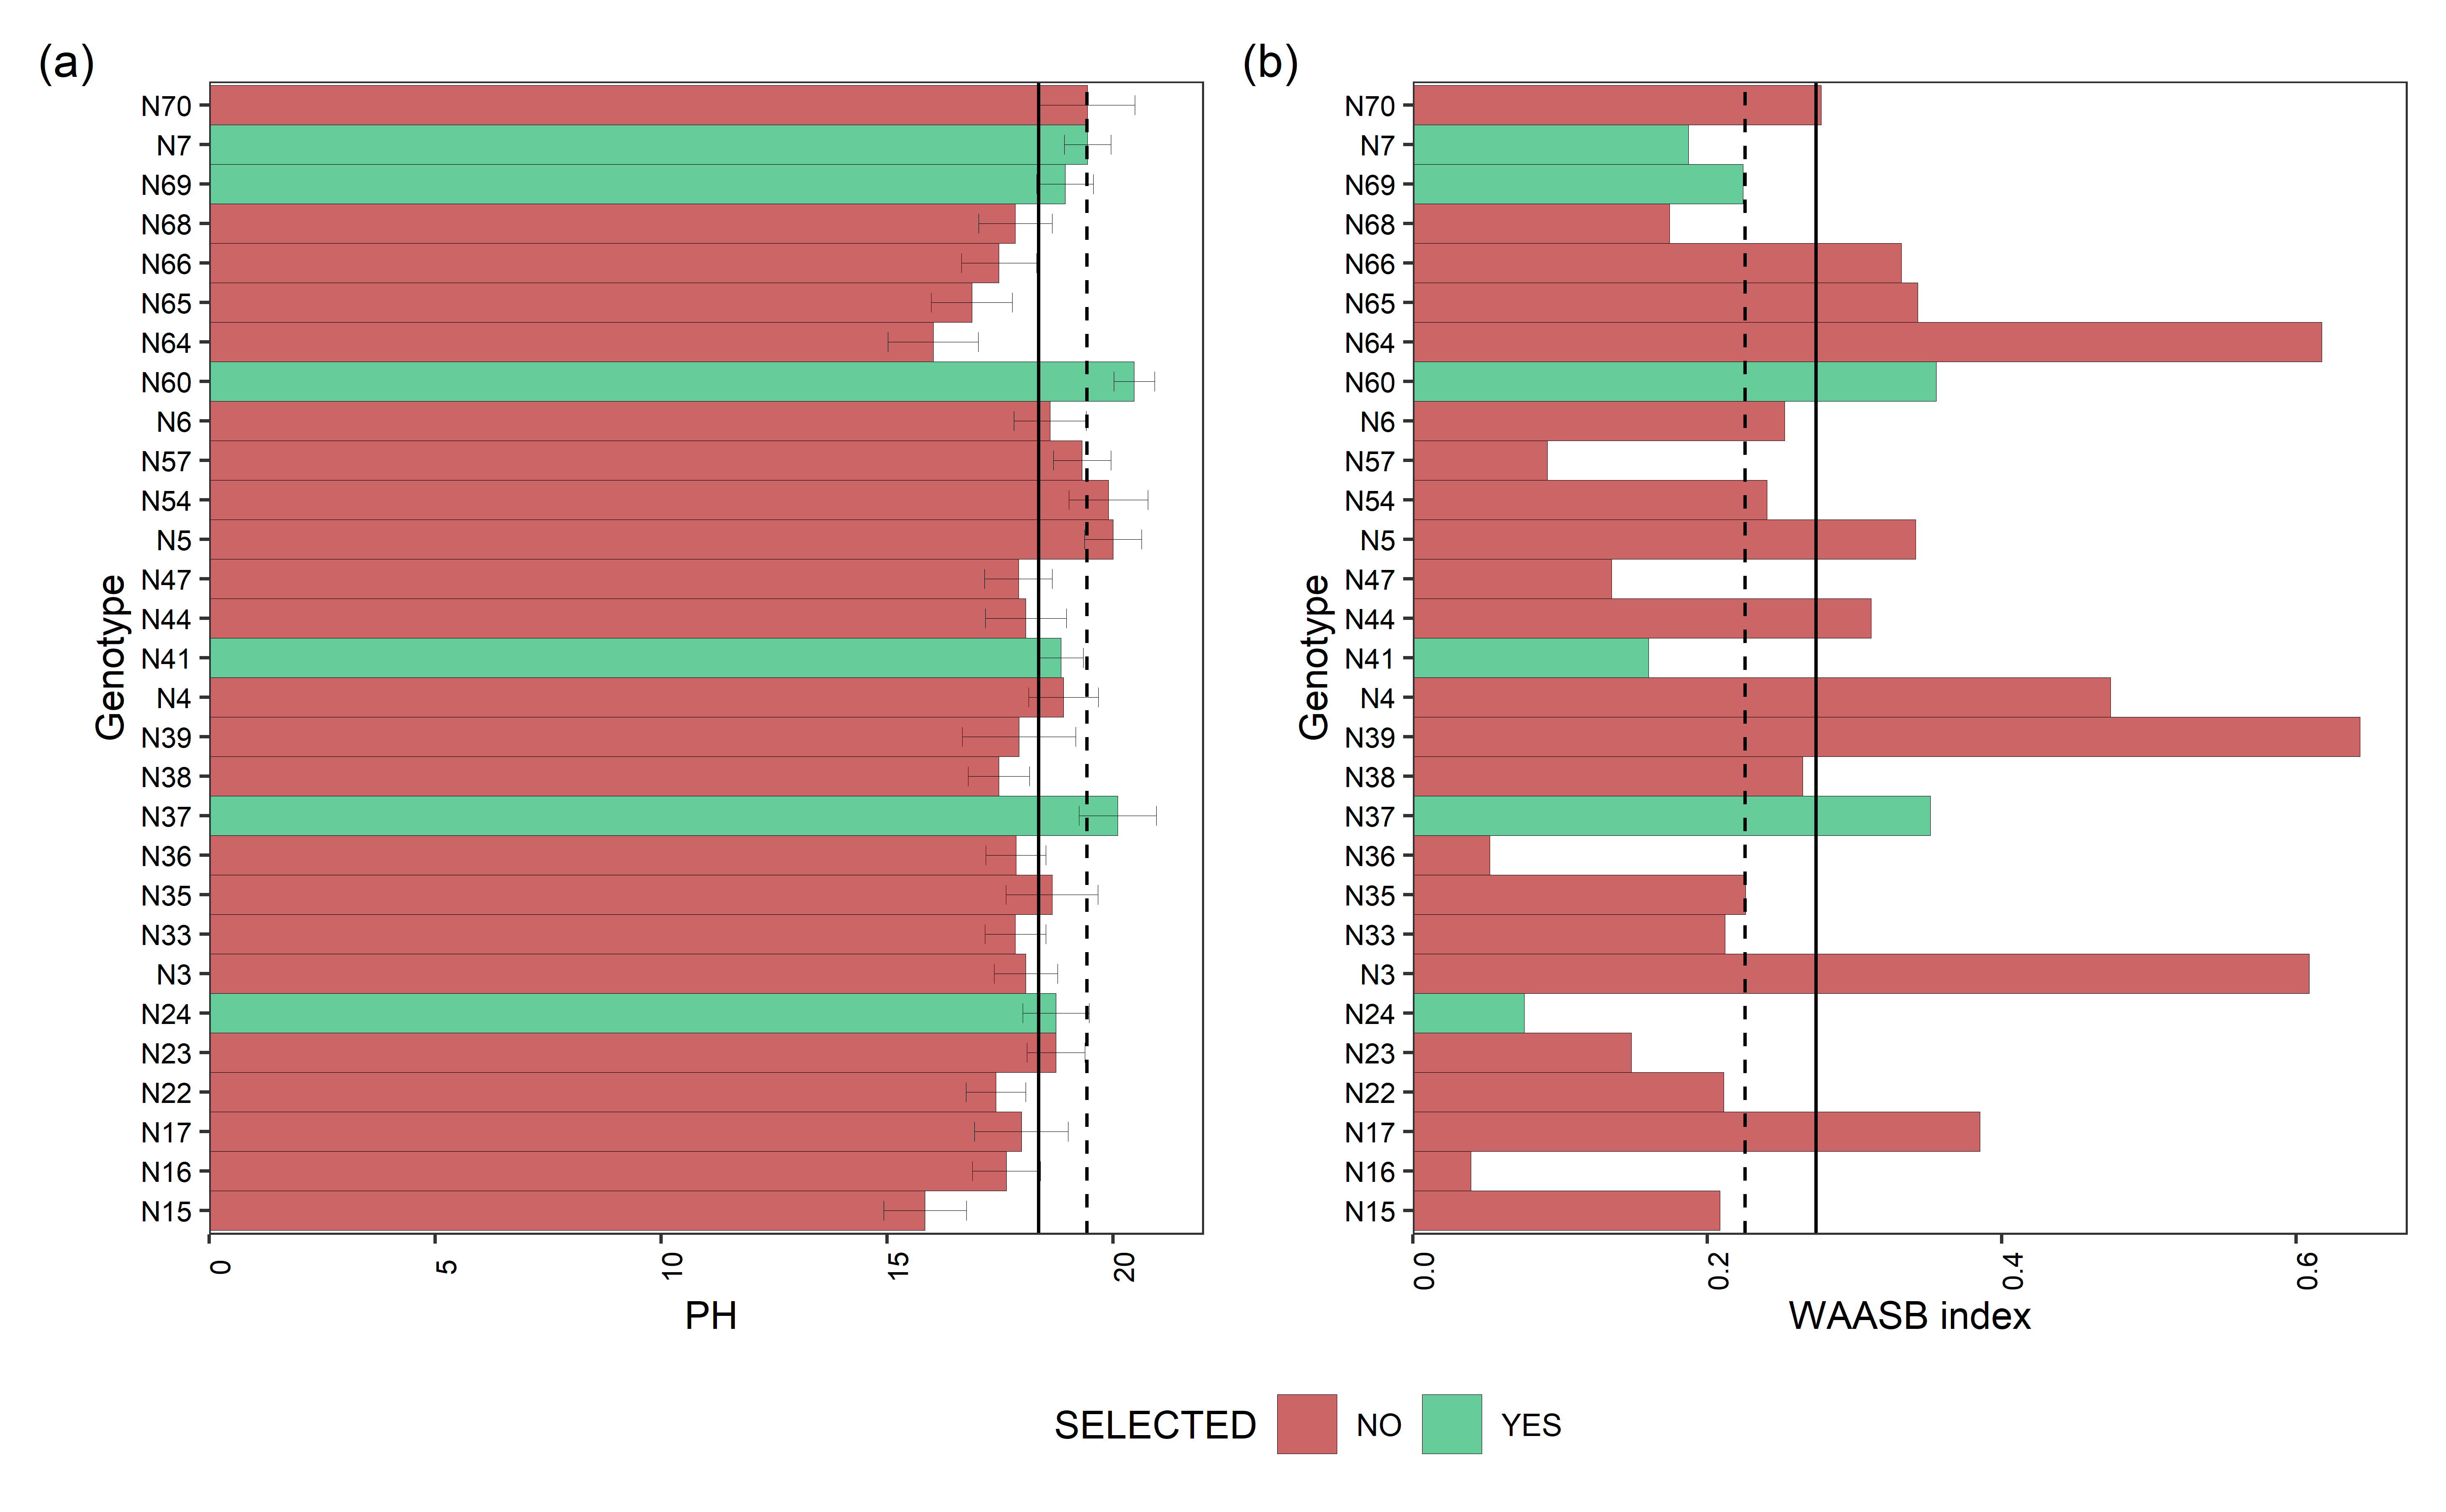 (a)
N70
N7
N69
N68
N66
N65
N64
N60
N6
N57
N54
N5
N47
N44
N41
N4
N39
N38
N37
N36
N35
N33
N3
N24
N23
N22
N17
N16
N15
Genotype
0 5 10 15 20
PH
(b)
N70
N7
N69
N68
N66
N65
N64
N60
N6
N57
N54
N5
N47
N44
N41
N4
N39
N38
N37
N36
N35
N33
N3
N24
N23
N22
N17
N16
N15
Genotype
0.0 0.2 0.4 0.6
WAASB index
SELECTED NO YES